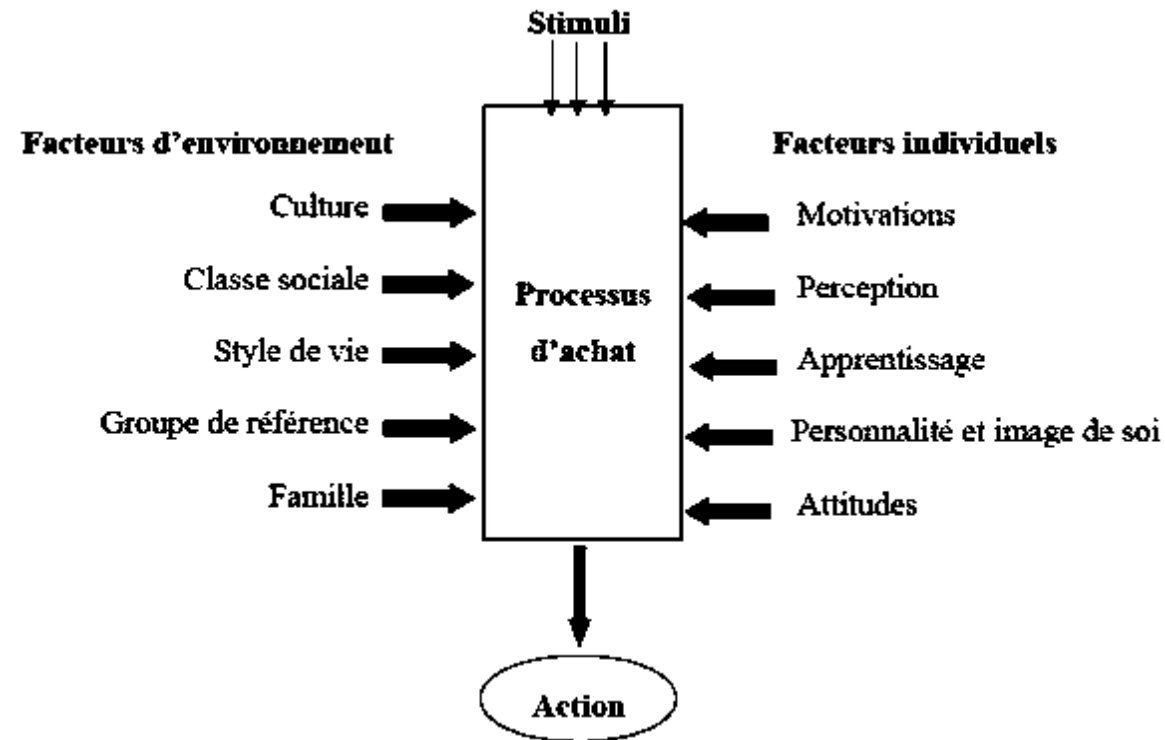 Stimuli
Facteurs d'environnement
Culture
Classe sociale
Style de vie
Groupe de référence
Famille
Processus
d'achat
Facteurs individuels
Motivations
Perception
Apprentissage
Personnalité et image de soi
Attitudes
Action